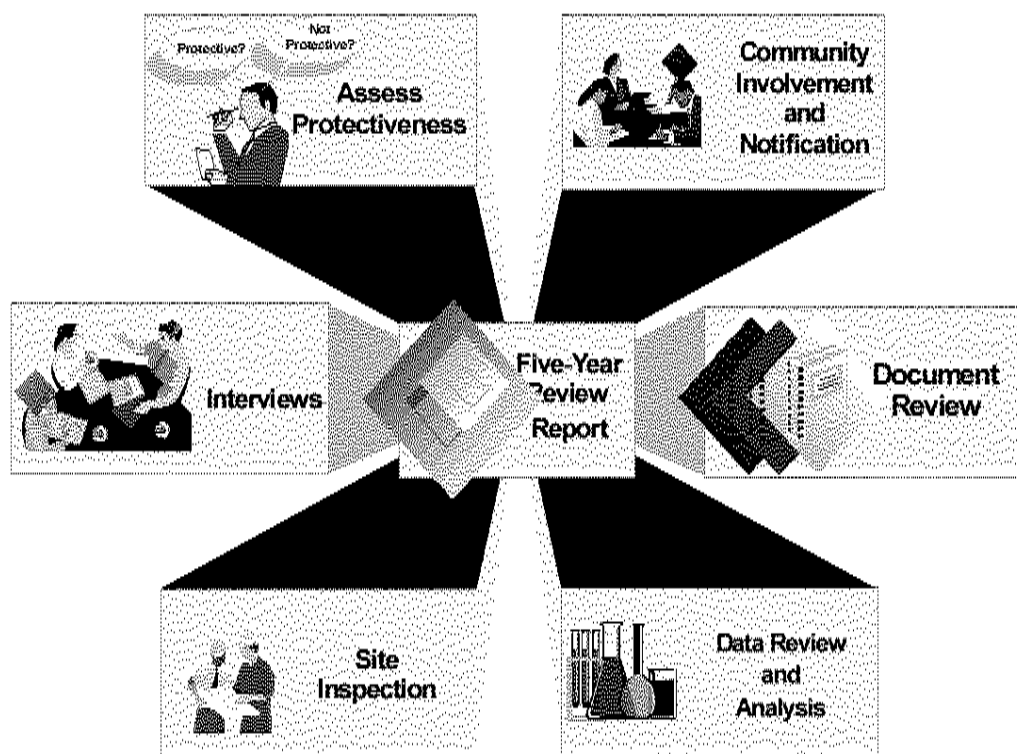 Protective?
Not
Protective?
Assess
Protectiveness
Community
Involvement
and
Notification
Interviews
Five-Year
Review
Report
Document
Review
Site
Inspection
Data Review
and
Analysis